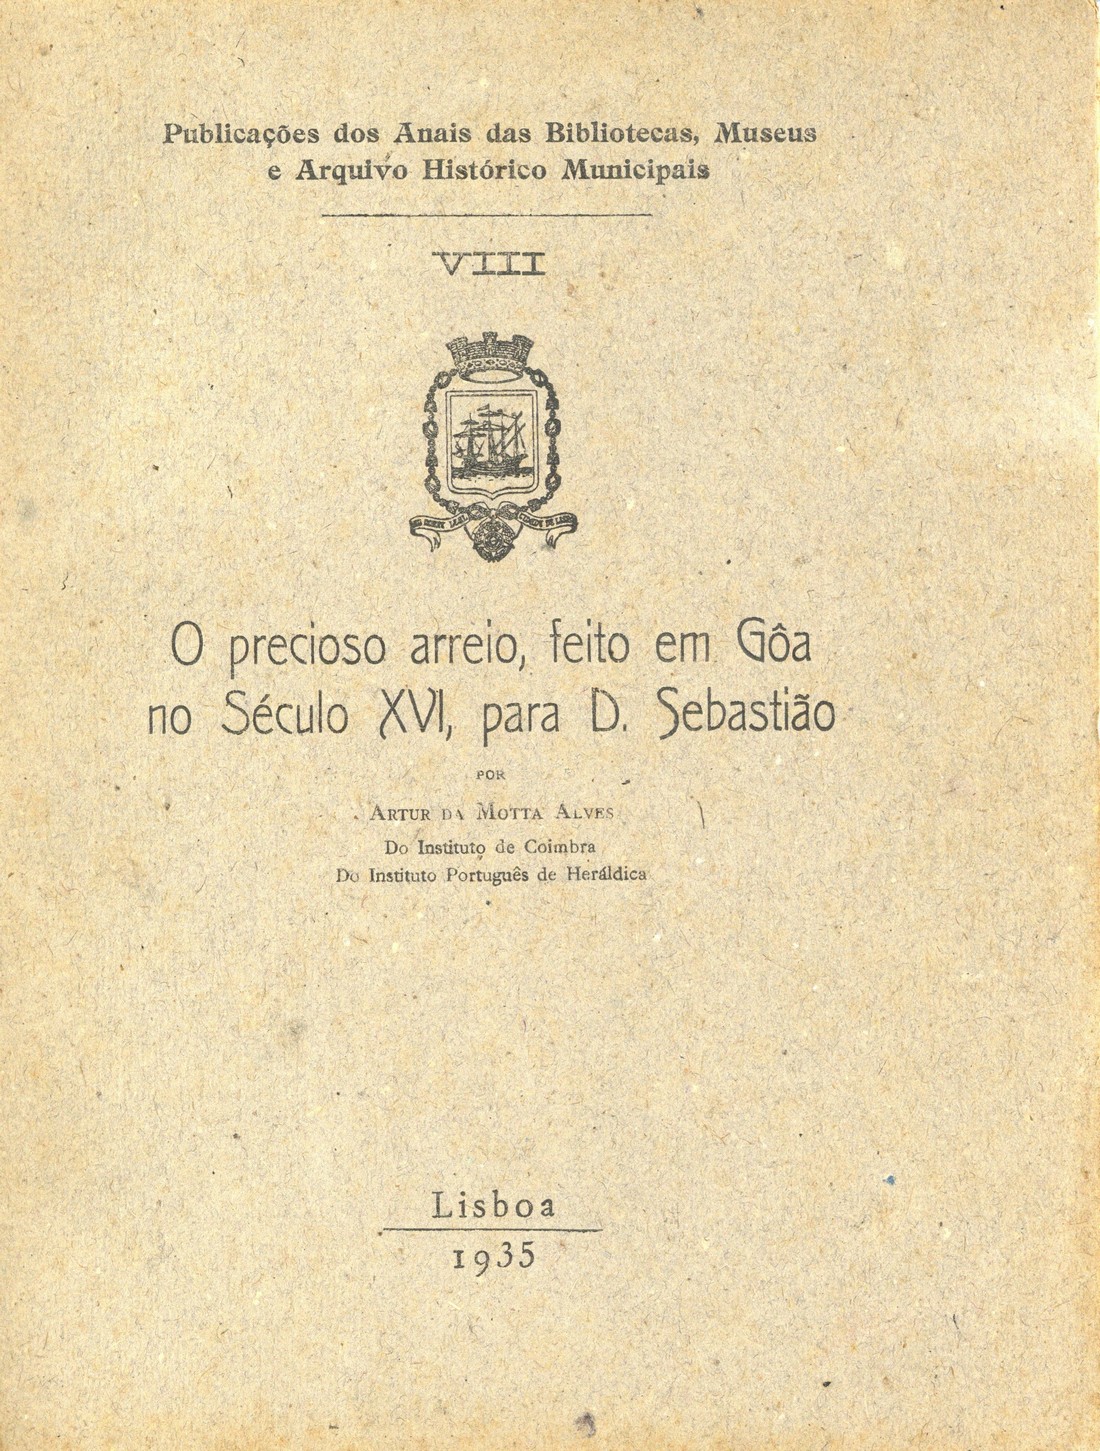 Publicações dos Anais das Bibliotecas, Museus
e Arquivo Histórico Municipais
VIII
O precioso arreio, feito em Gôa
no Século XVI, para D. Sebastião
POR
ARTUR DA MOTTA ALVES
Do Instituto de Coimbra
Do Instituto Português de Heráldica
Lisboa
1935